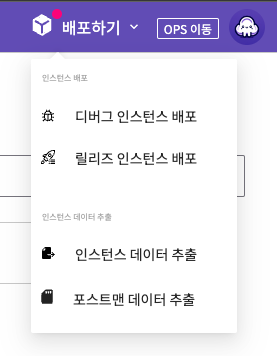 배포하기
OPS 이동
인스턴스 배포
디버그 인스턴스 배포
릴리즈 인스턴스 배포
인스턴스 데이터 추출
인스턴스 데이터 추출
포스트맨 데이터 추출